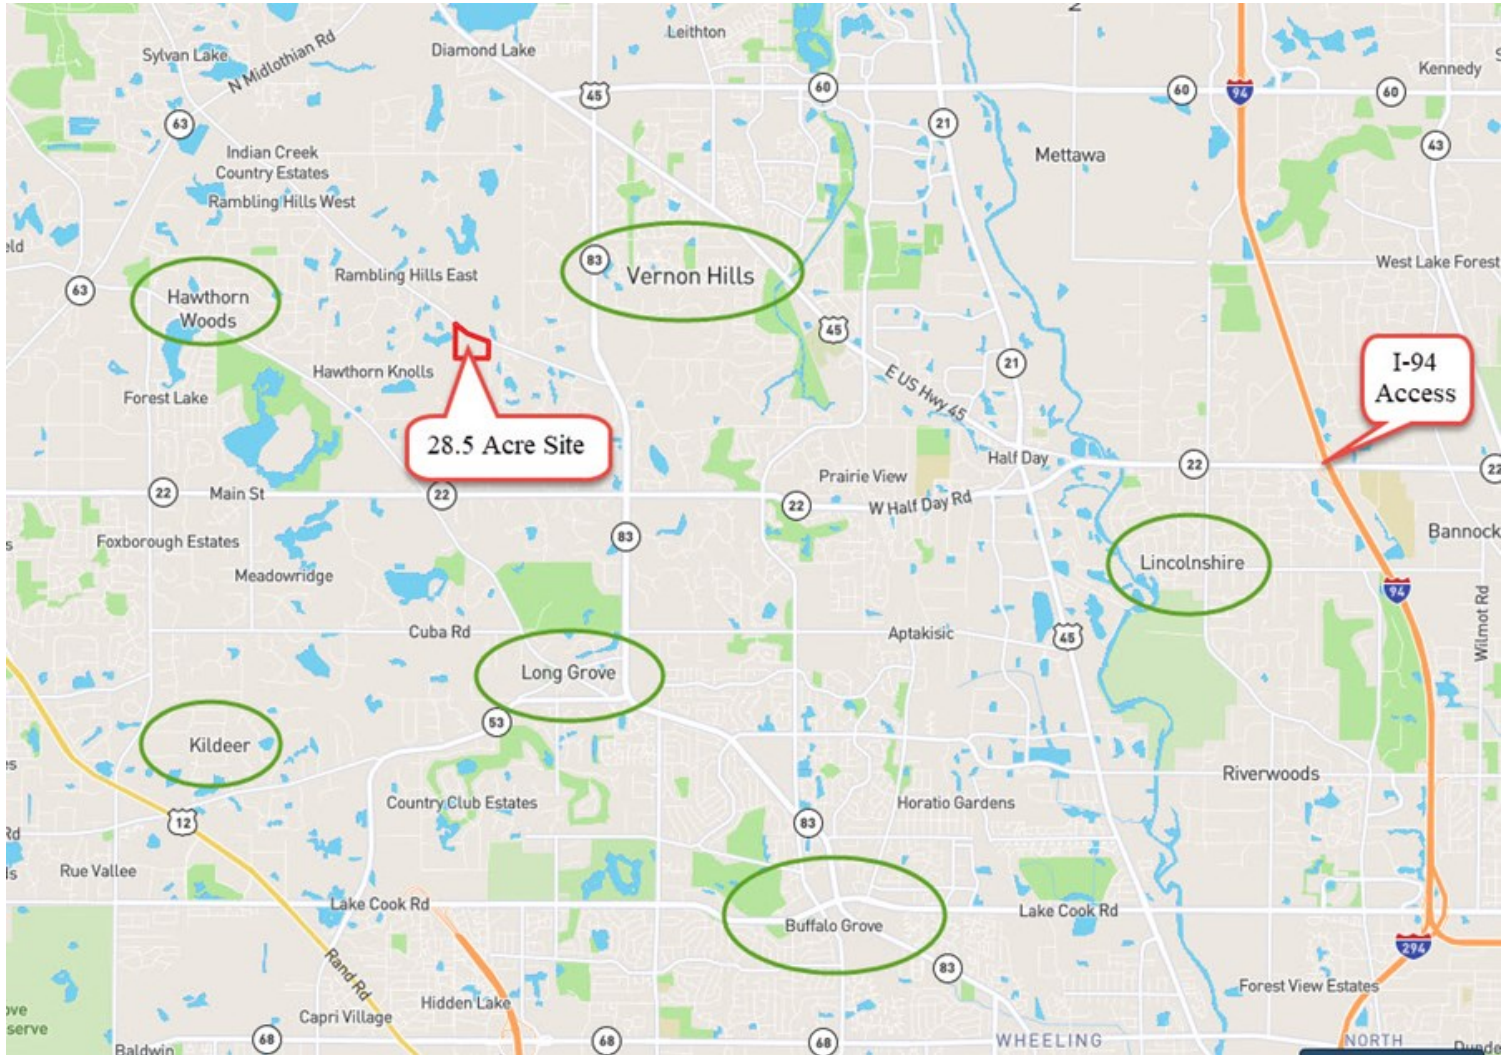 Leithton
Sylvan Lake
N Midlothian Rd
Diamond Lake
Kennedy
60
45
60
94
60
63
21
43
Indian Creek
Country Estates
Mettawa
Rambling Hills West
eld
83
Rambling Hills East
Vernon Hills
West Lake Forest
63
Hawthorn
Woods
45
21
I-94
Access
Hawthorn Knolls
E US Hwy 45
Forest Lake
28.5 Acre Site
Half Day
22
22
Prairie View
22
Main St
22
22
W Half Day Rd
83
Bannock
Foxborough Estates
Lincolnshire
Meadowridge
94
Wilmot Rd
Cuba Rd
Aptakisic
45
Long Grove
53
Kildeer
Riverwoods
Country Club Estates
Horatio Gardens
12
83
Rd
Rue Vallee
ls
Lake Cook Rd
Lake Cook Rd
Buffalo Grove
294
Rand Rd
83
Forest View Estates
Hidden Lake
ove
serve
Capri Village
68
68
68
WHEELING
NORTH
Baldwin